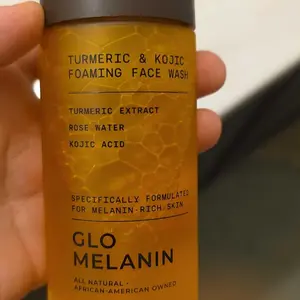 TURMERIC & KOJIC
FOAMING FACE WASH
TURMERIC EXTRACT
ROSE WATER
KOJIC ACID
SPECIFICALLY FORMULATED
FOR MELANIN-RICH-SKIN
GLO
MELANIN
ALL NATURAL -
AFRICAN-AMERICAN OWNED